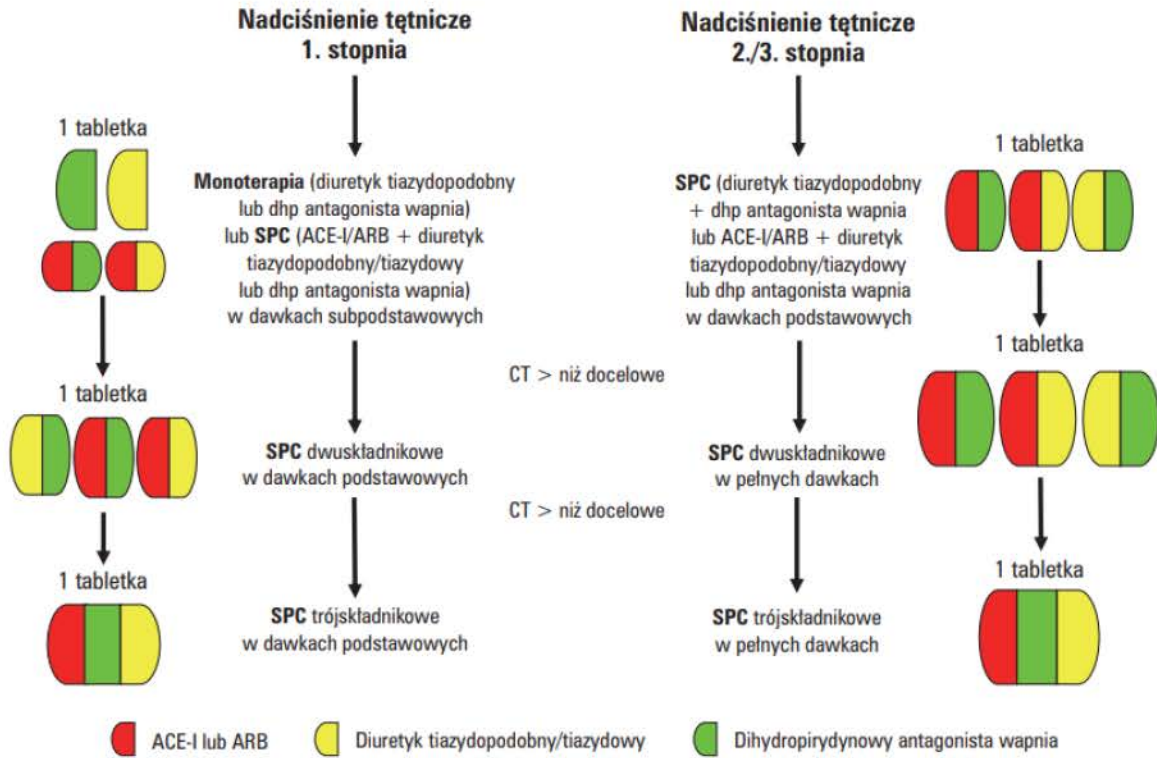 Nadciśnienie tętnicze
1. stopnia
Nadciśnienie tętnicze
2./3. stopnia
1 tabletka
Monoterapia (diuretyk tiazydopodobny
lub dhp antagonista wapnia)
lub SPC (ACE-I/ARB + diuretyk
tiazydopodobny/tiazydowy
lub dhp antagonista wapnia)
w dawkach subpodstawowych
SPC (diuretyk tiazydopodobny
+ dhp antagonista wapnia
lub ACE-I/ARB + diuretyk
tiazydopodobny/tiazydowy
lub dhp antagonista wapnia
w dawkach podstawowych
1 tabletka
CT > niż docelowe
1 tabletka
1 tabletka
SPC dwuskładnikowe
w dawkach podstawowych
SPC dwuskładnikowe
w pełnych dawkach
CT > niż docelowe
1 tabletka
1 tabletka
SPC trójskładnikowe
w dawkach podstawowych
SPC trójskładnikowe
w pełnych dawkach
ACE-I lub ARB
Diuretyk tiazydopodobny/tiazydowy
Dihydropirydynowy antagonista wapnia